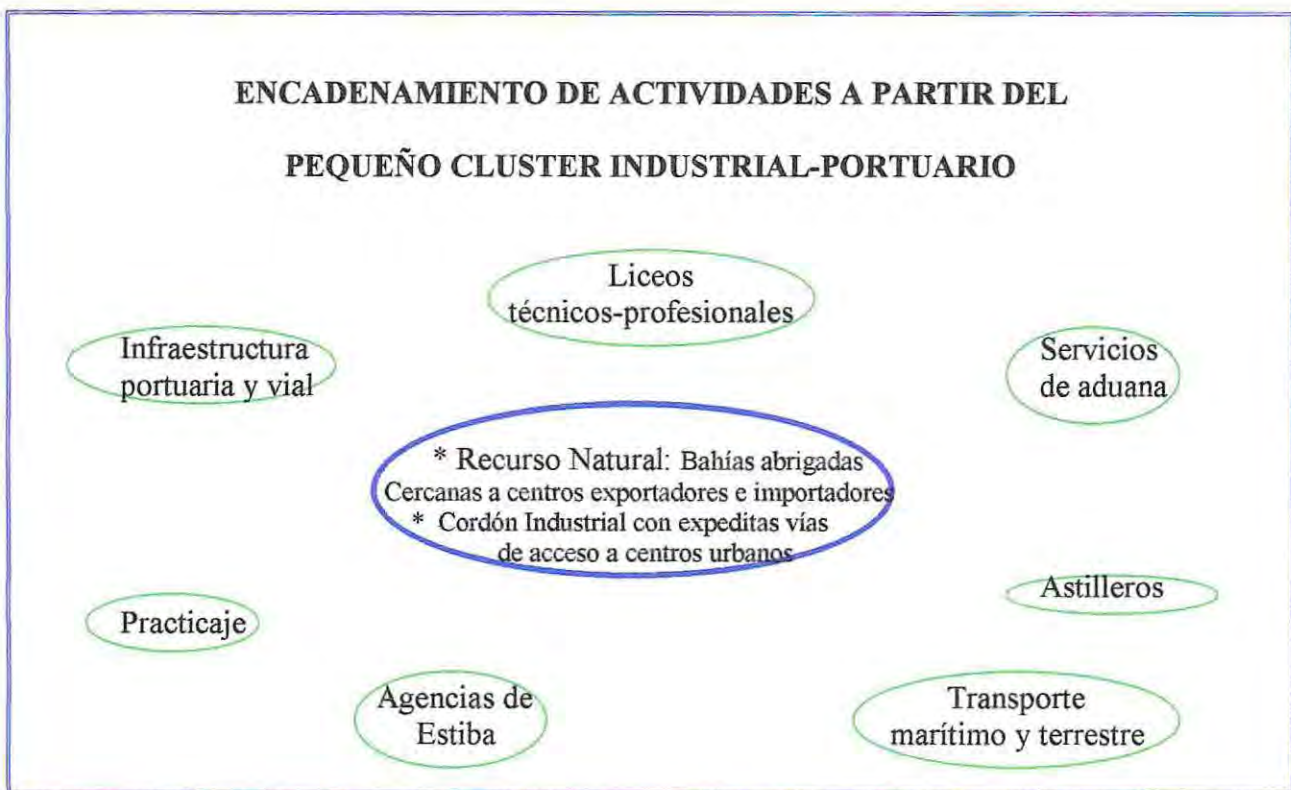 ENCADENAMIENTO DE ACTIVIDADES A PARTIR DEL
PEQUEÑO CLUSTER INDUSTRIAL-PORTUARIO
Liceos
técnicos-profesionales
Infraestructura
portuaria y vial
Servicios
de aduana
* Recurso Natural: Bahías abrigadas
Cercanas a centros exportadores e importadores
* Cordón Industrial con expeditas vías
de acceso a centros urbanos
Astilleros
Practicaje
Agencias de
Estiba
Transporte
marítimo y terrestre